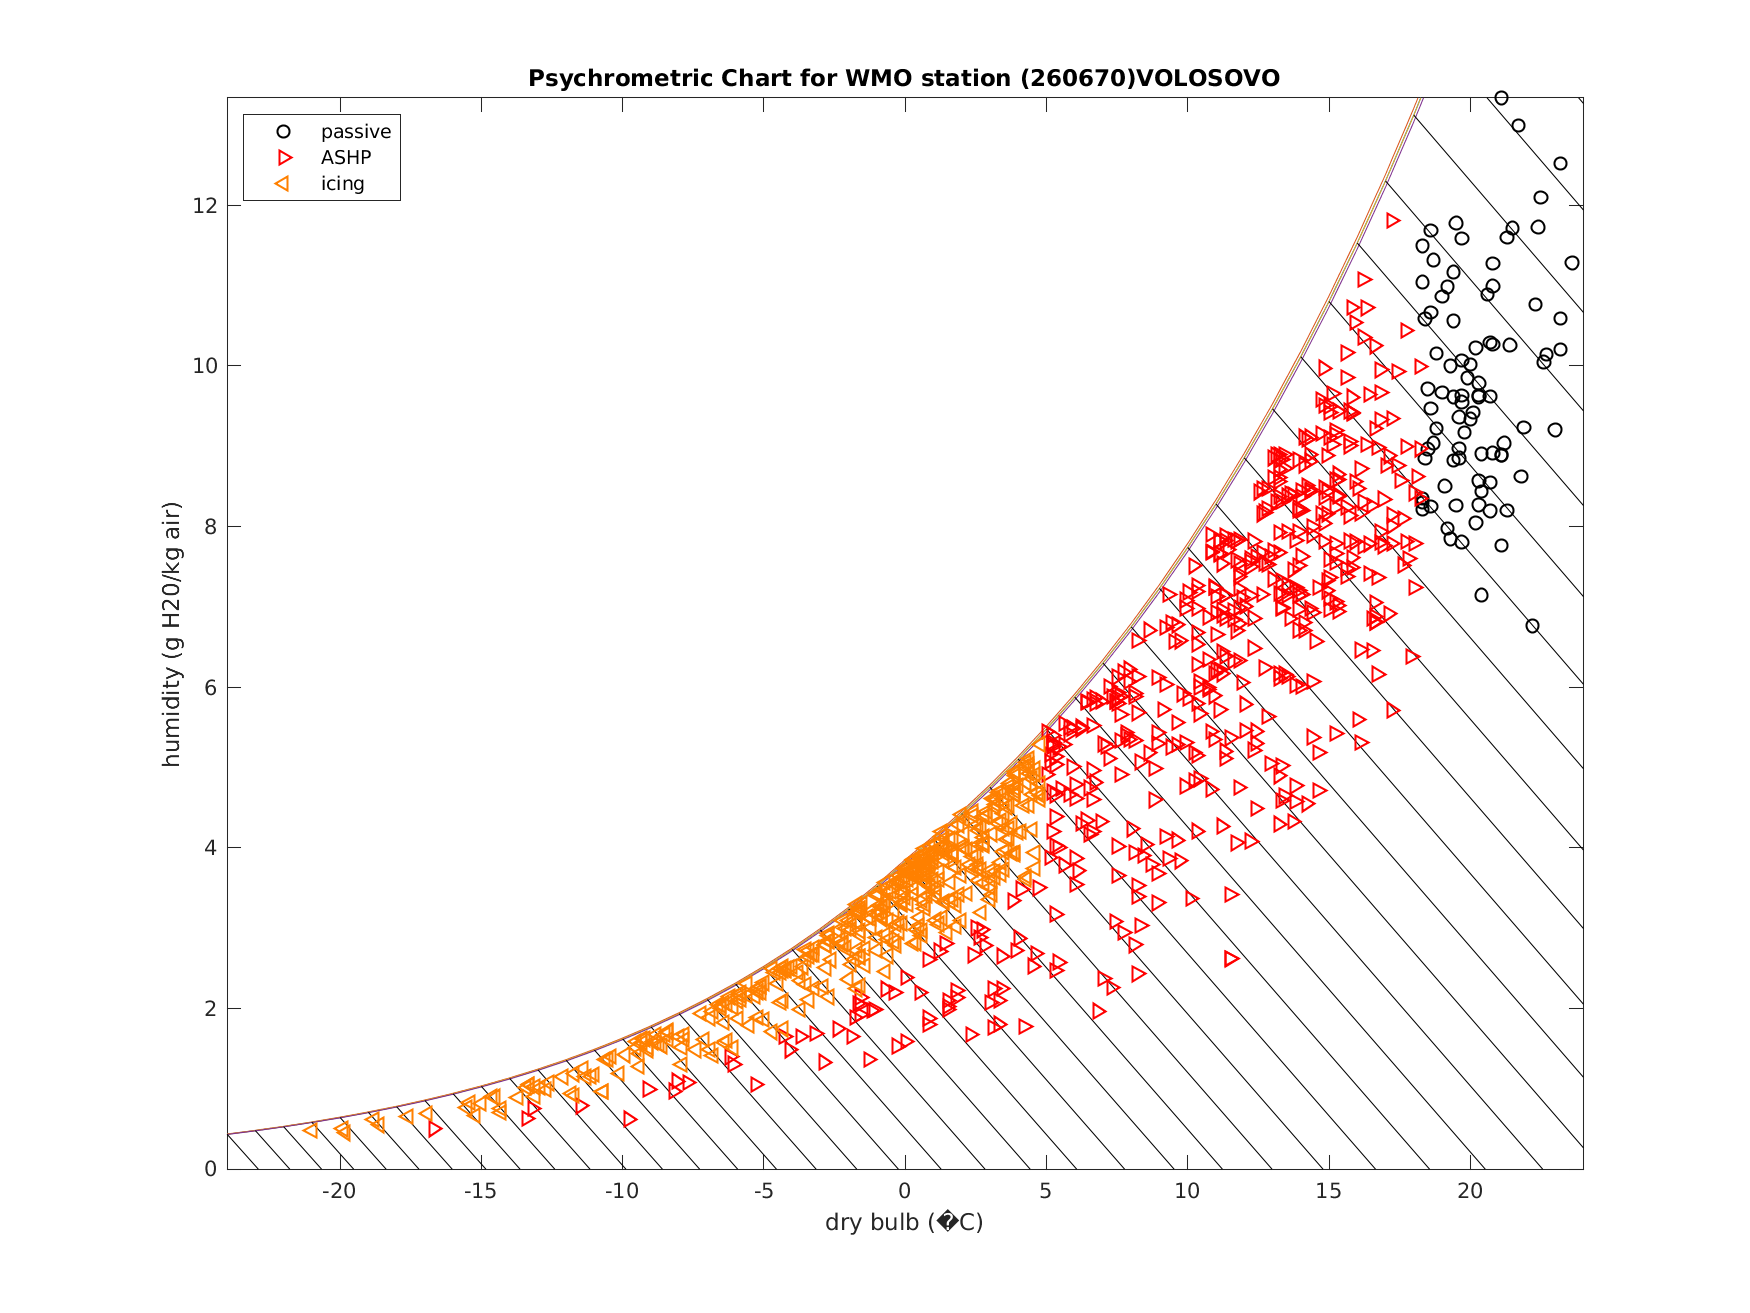 Psychrometric Chart for WMO station (260670)VOLOSOVO
passive
ASHP
icing
humidity (g H20/kg air)
12
10
8
6
4
2
0
-20 -15 -10 -5 0 5 10 15 20
dry bulb (�C)